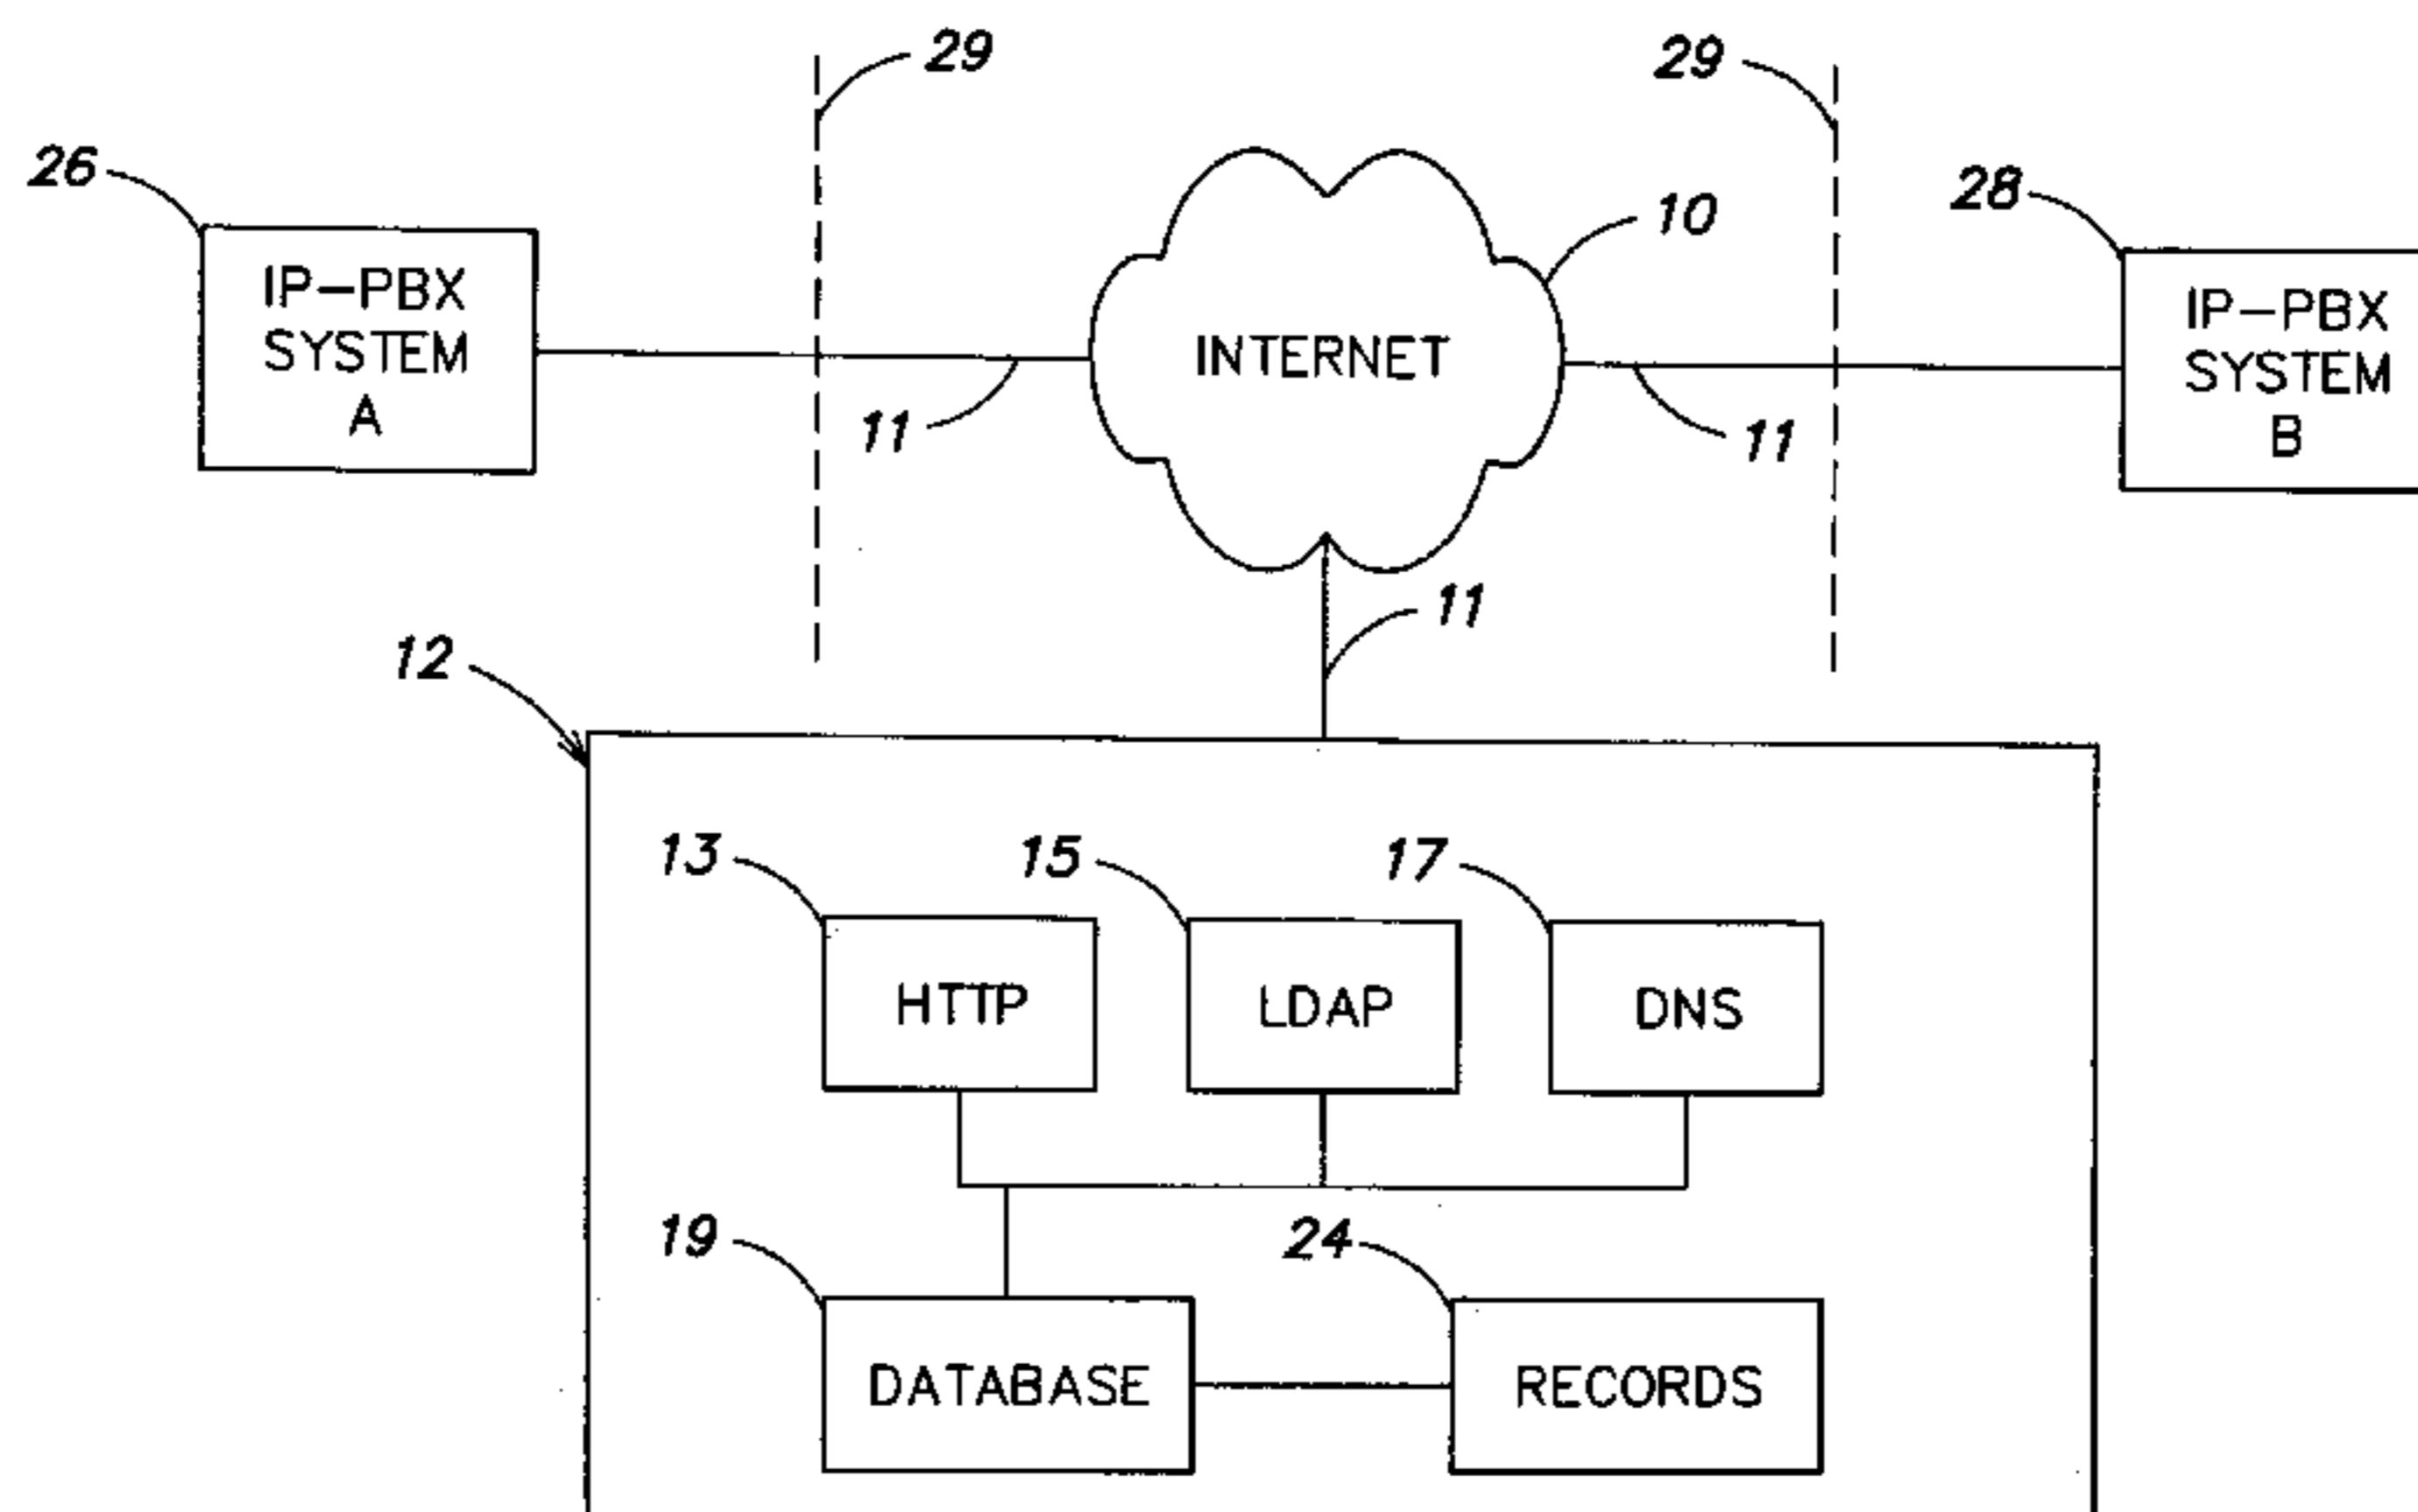 29
29
26
28
10
IP-PBX
SYSTEM
A
INTERNET
IP-PBX
SYSTEM
B
11
11
11
12
13
15
17
HTTP
LDAP
DNS
19
24
DATABASE
RECORDS